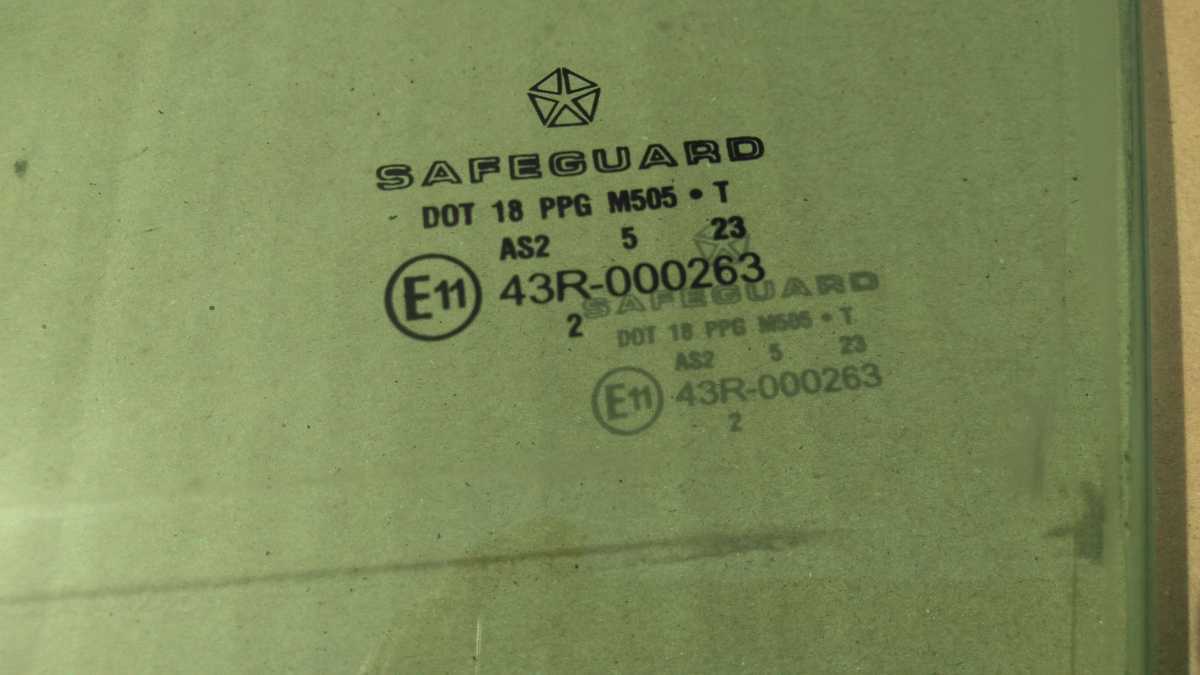 SAFEGUARD
DOT 18 PPG M505 • T
AS2 5 23
E11 43R-000263
2
SAFEGUARD
DOT 18 PPG M505 • T
AS2 5 23
E11 43R-000263
2